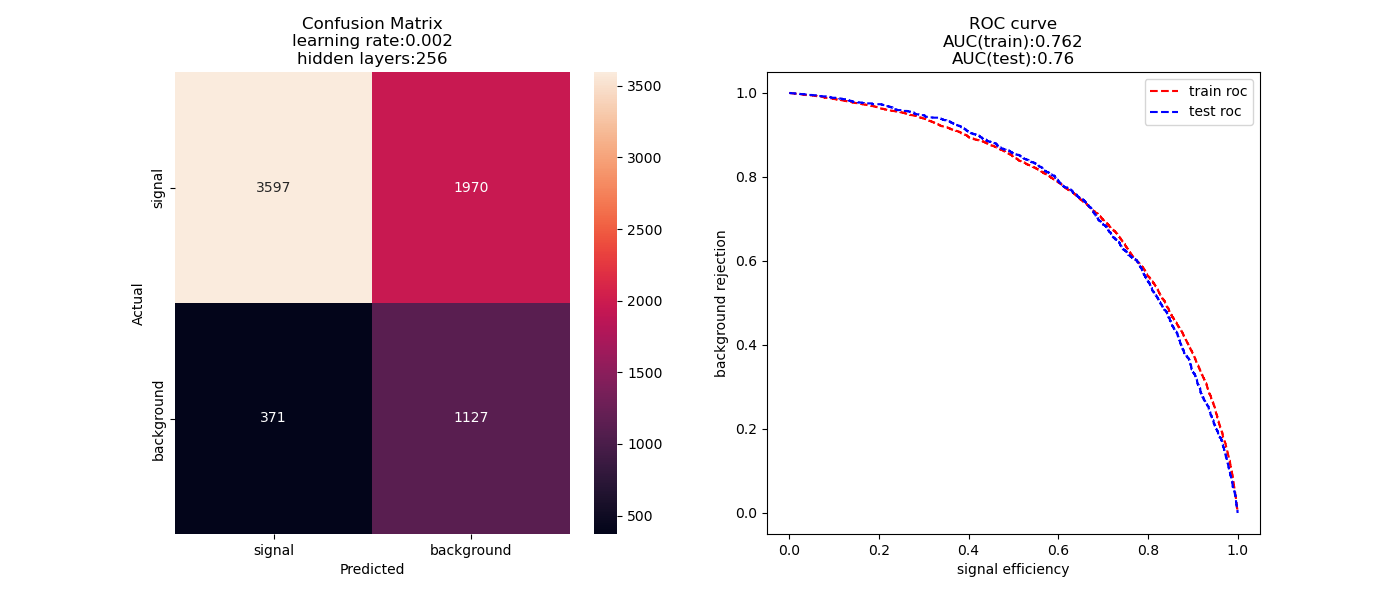 Confusion Matrix
learning rate:0.002
hidden layers:256
signal
background
Actual
3597
1970
371
1127
signal
background
Predicted
3500
3000
2500
2000
1500
1000
500
ROC curve
AUC(train):0.762
AUC(test):0.76
train roc
test roc
background rejection
1.0
0.8
0.6
0.4
0.2
0.0
0.0
0.2
0.4
0.6
0.8
1.0
signal efficiency